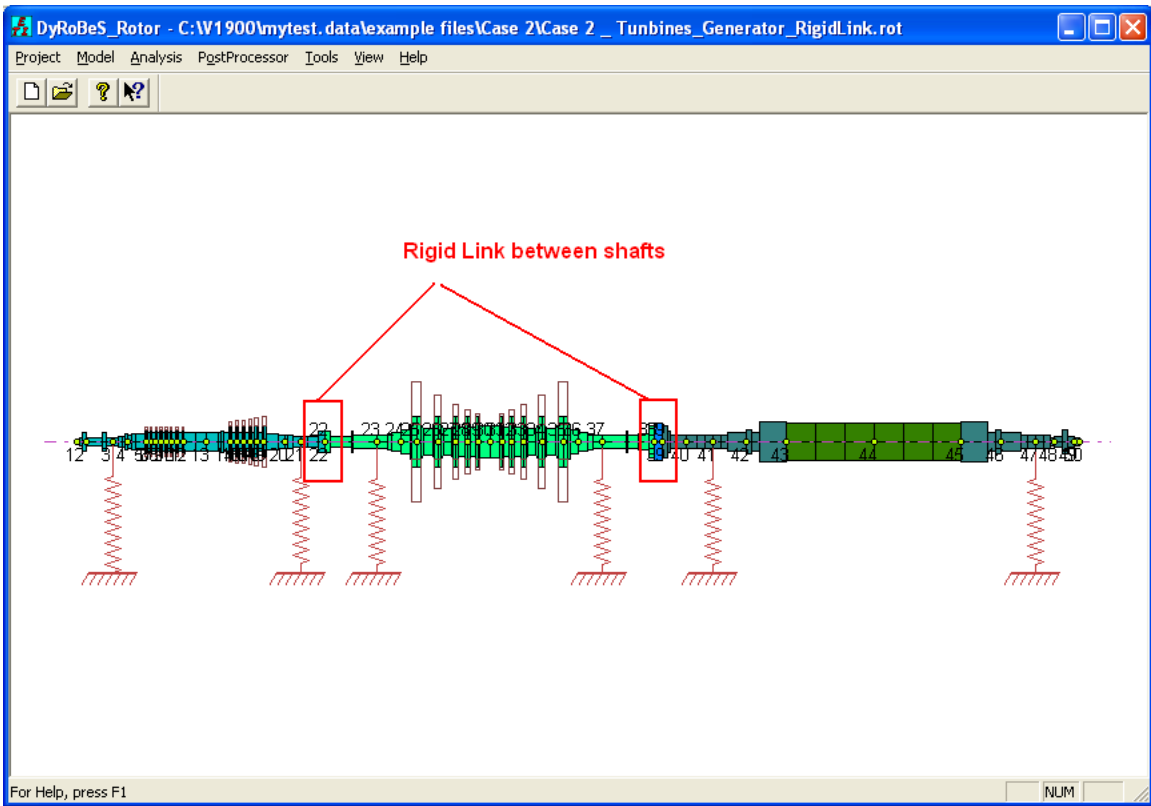 DyRoBeS_Rotor - C:\V1900\mytest.data\example files\Case 2\Case 2 _ Tunbines_Generator_RigidLink.rot
Project Model Analysis PostProcessor Tools View Help
Rigid Link between shafts
22 23 24 37
12 3 4 13 20 21 22 40 41 42 43 44 45 46 47 48 50
For Help, press F1 NUM